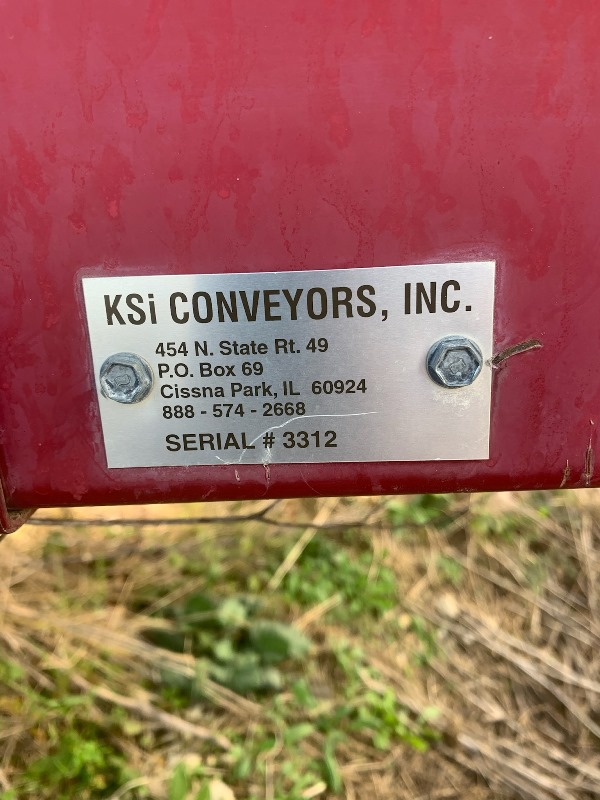 KSi CONVEYORS, INC.
454 N. State Rt. 49
P.O. Box 69
Cissna Park, IL 60924
888 - 574 - 2668
SERIAL # 3312